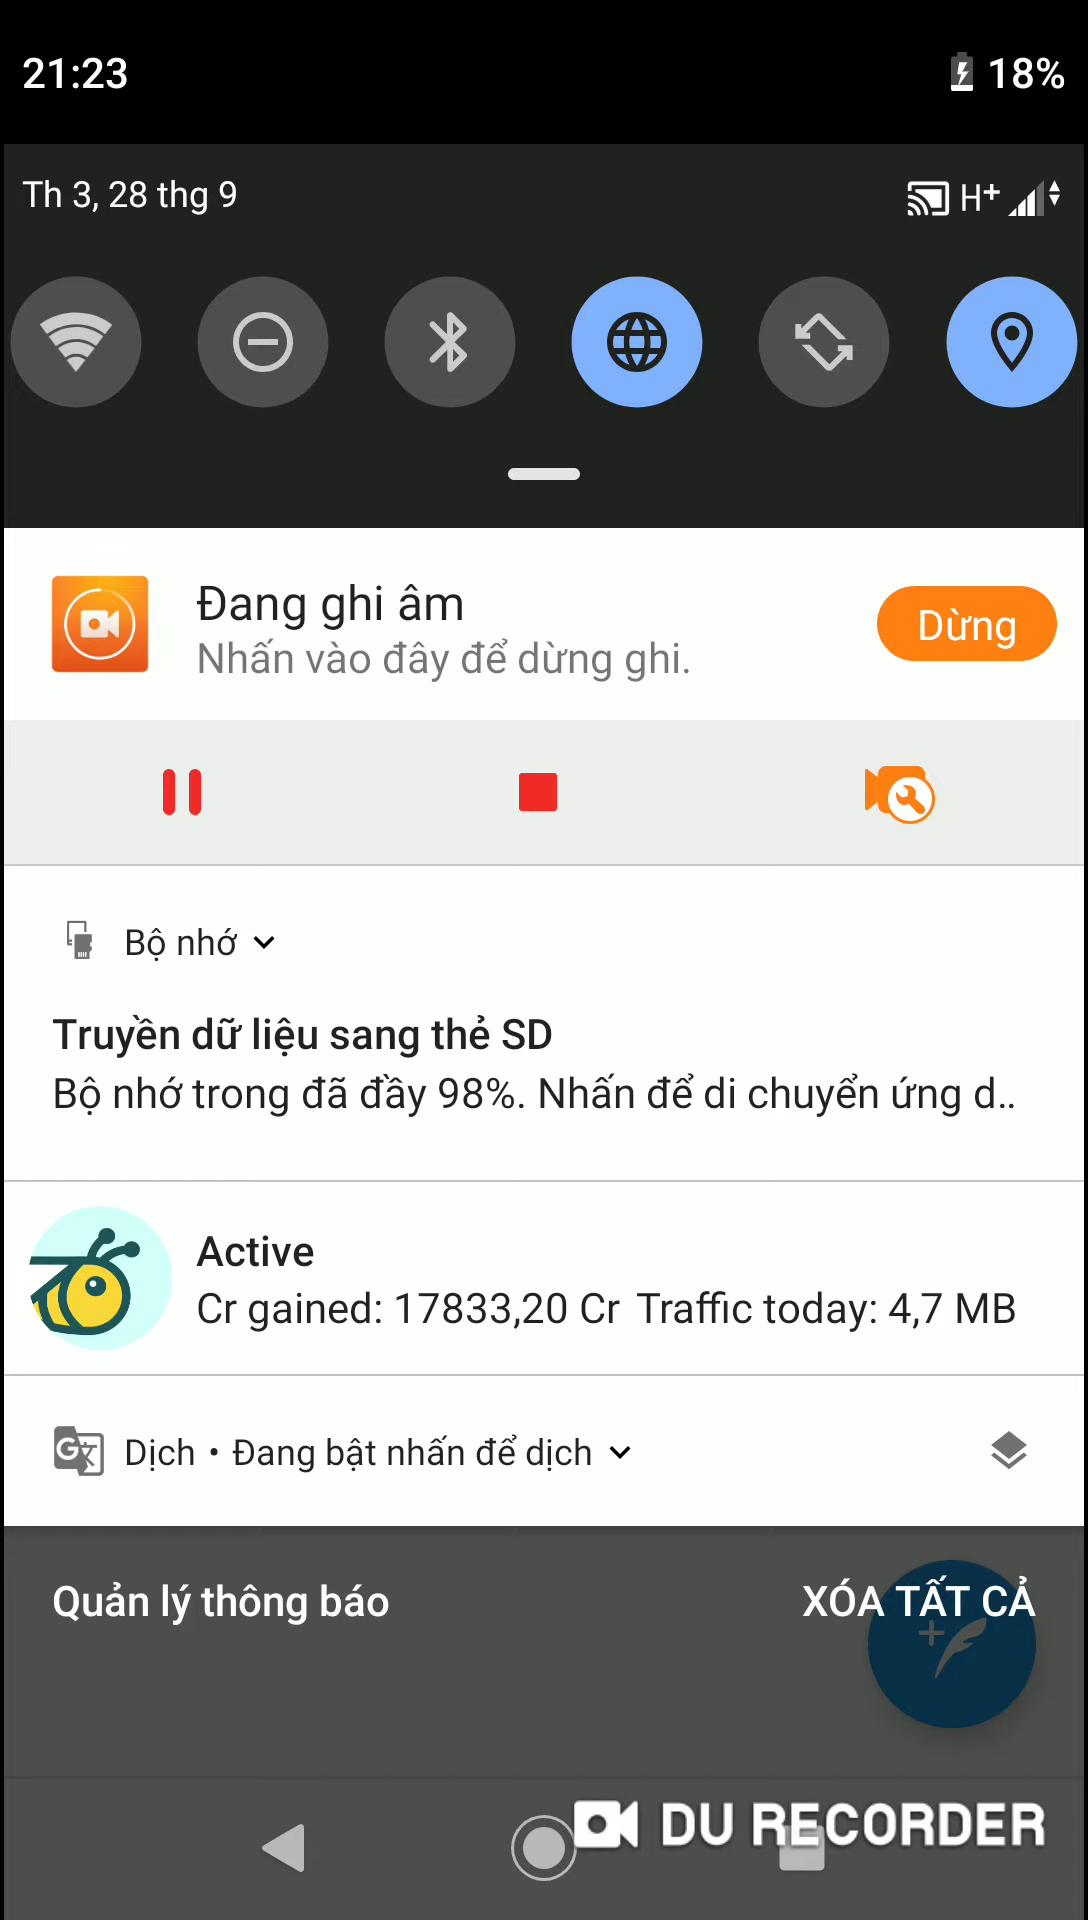 21:23
18%
Th 3, 28 thg 9
H+
Đang ghi âm
Nhấn vào đây để dừng ghi.
Dừng
Bộ nhớ
Truyền dữ liệu sang thẻ SD
Bộ nhớ trong đã đầy 98%. Nhấn để di chuyển ứng d..
Active
Cr gained: 17833,20 Cr Traffic today: 4,7 MB
Dịch • Đang bật nhấn để dịch
Quản lý thông báo
XÓA TẤT CẢ
DU RECORDER